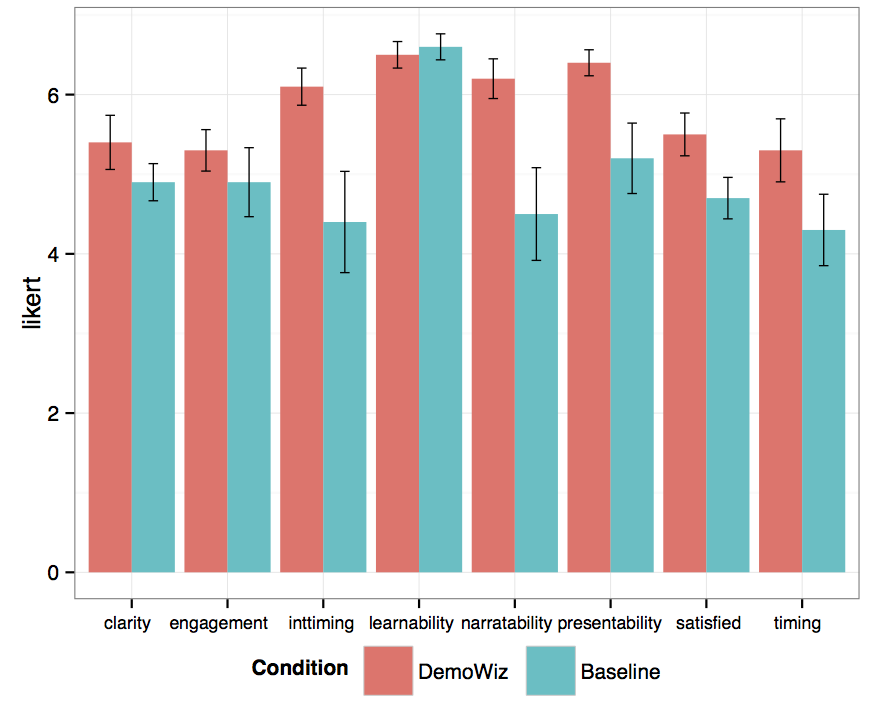 6
4
2
0
likert
clarity engagement inttiming learnability narratability presentability satisfied timing
Condition DemoWiz Baseline